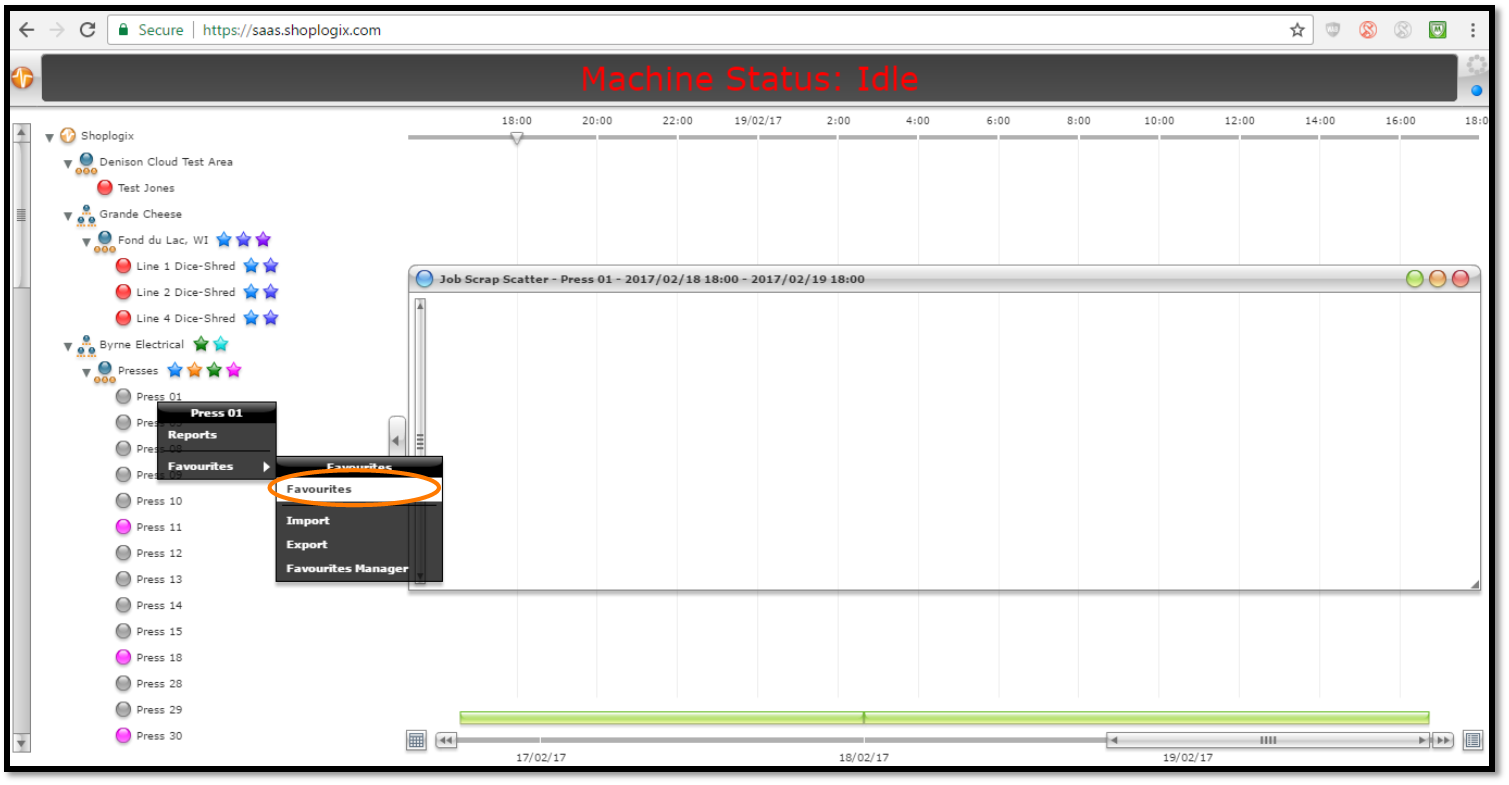 Secure | https://saas.shoplogix.com
Machine Status: Idle
18:00 20:00 22:00 19/02/17 2:00 4:00 6:00 8:00 10:00 12:00 14:00 16:00 18:0
Shoplogix
Denison Cloud Test Area
Test Jones
Grande Cheese
Fond du Lac, WI
Line 1 Dice-Shred
Line 2 Dice-Shred
Line 4 Dice-Shred
Byrne Electrical
Presses
Press 01
Press 08
Press 09
Press 10
Press 11
Press 12
Press 13
Press 14
Press 15
Press 18
Press 28
Press 29
Press 30
Press 01
Reports
Favourites
Favourites
Favourites
Import
Export
Favourites Manager
Job Scrap Scatter - Press 01 - 2017/02/18 18:00 - 2017/02/19 18:00
17/02/17 18/02/17 19/02/17